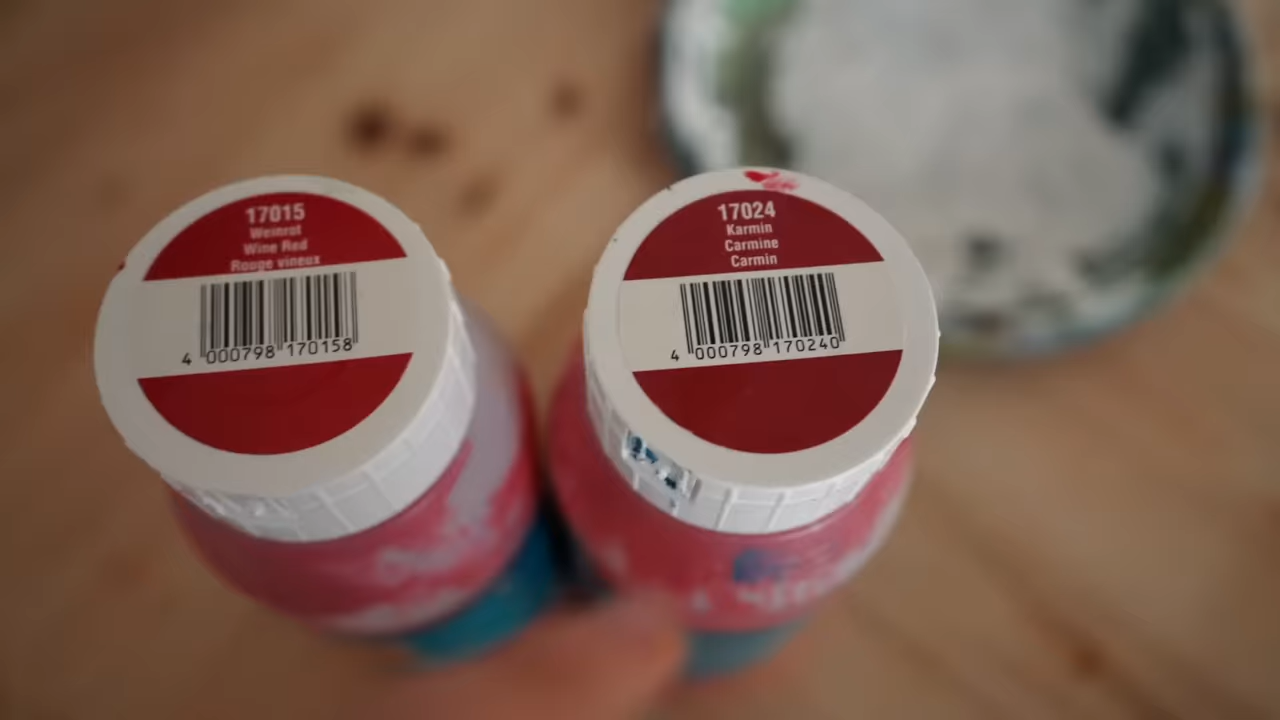 17015
Weinrot
Wine Red
Rouge vineux
4 000798 170158
17024
Karmin
Carmine
Carmin
4 000798 170240